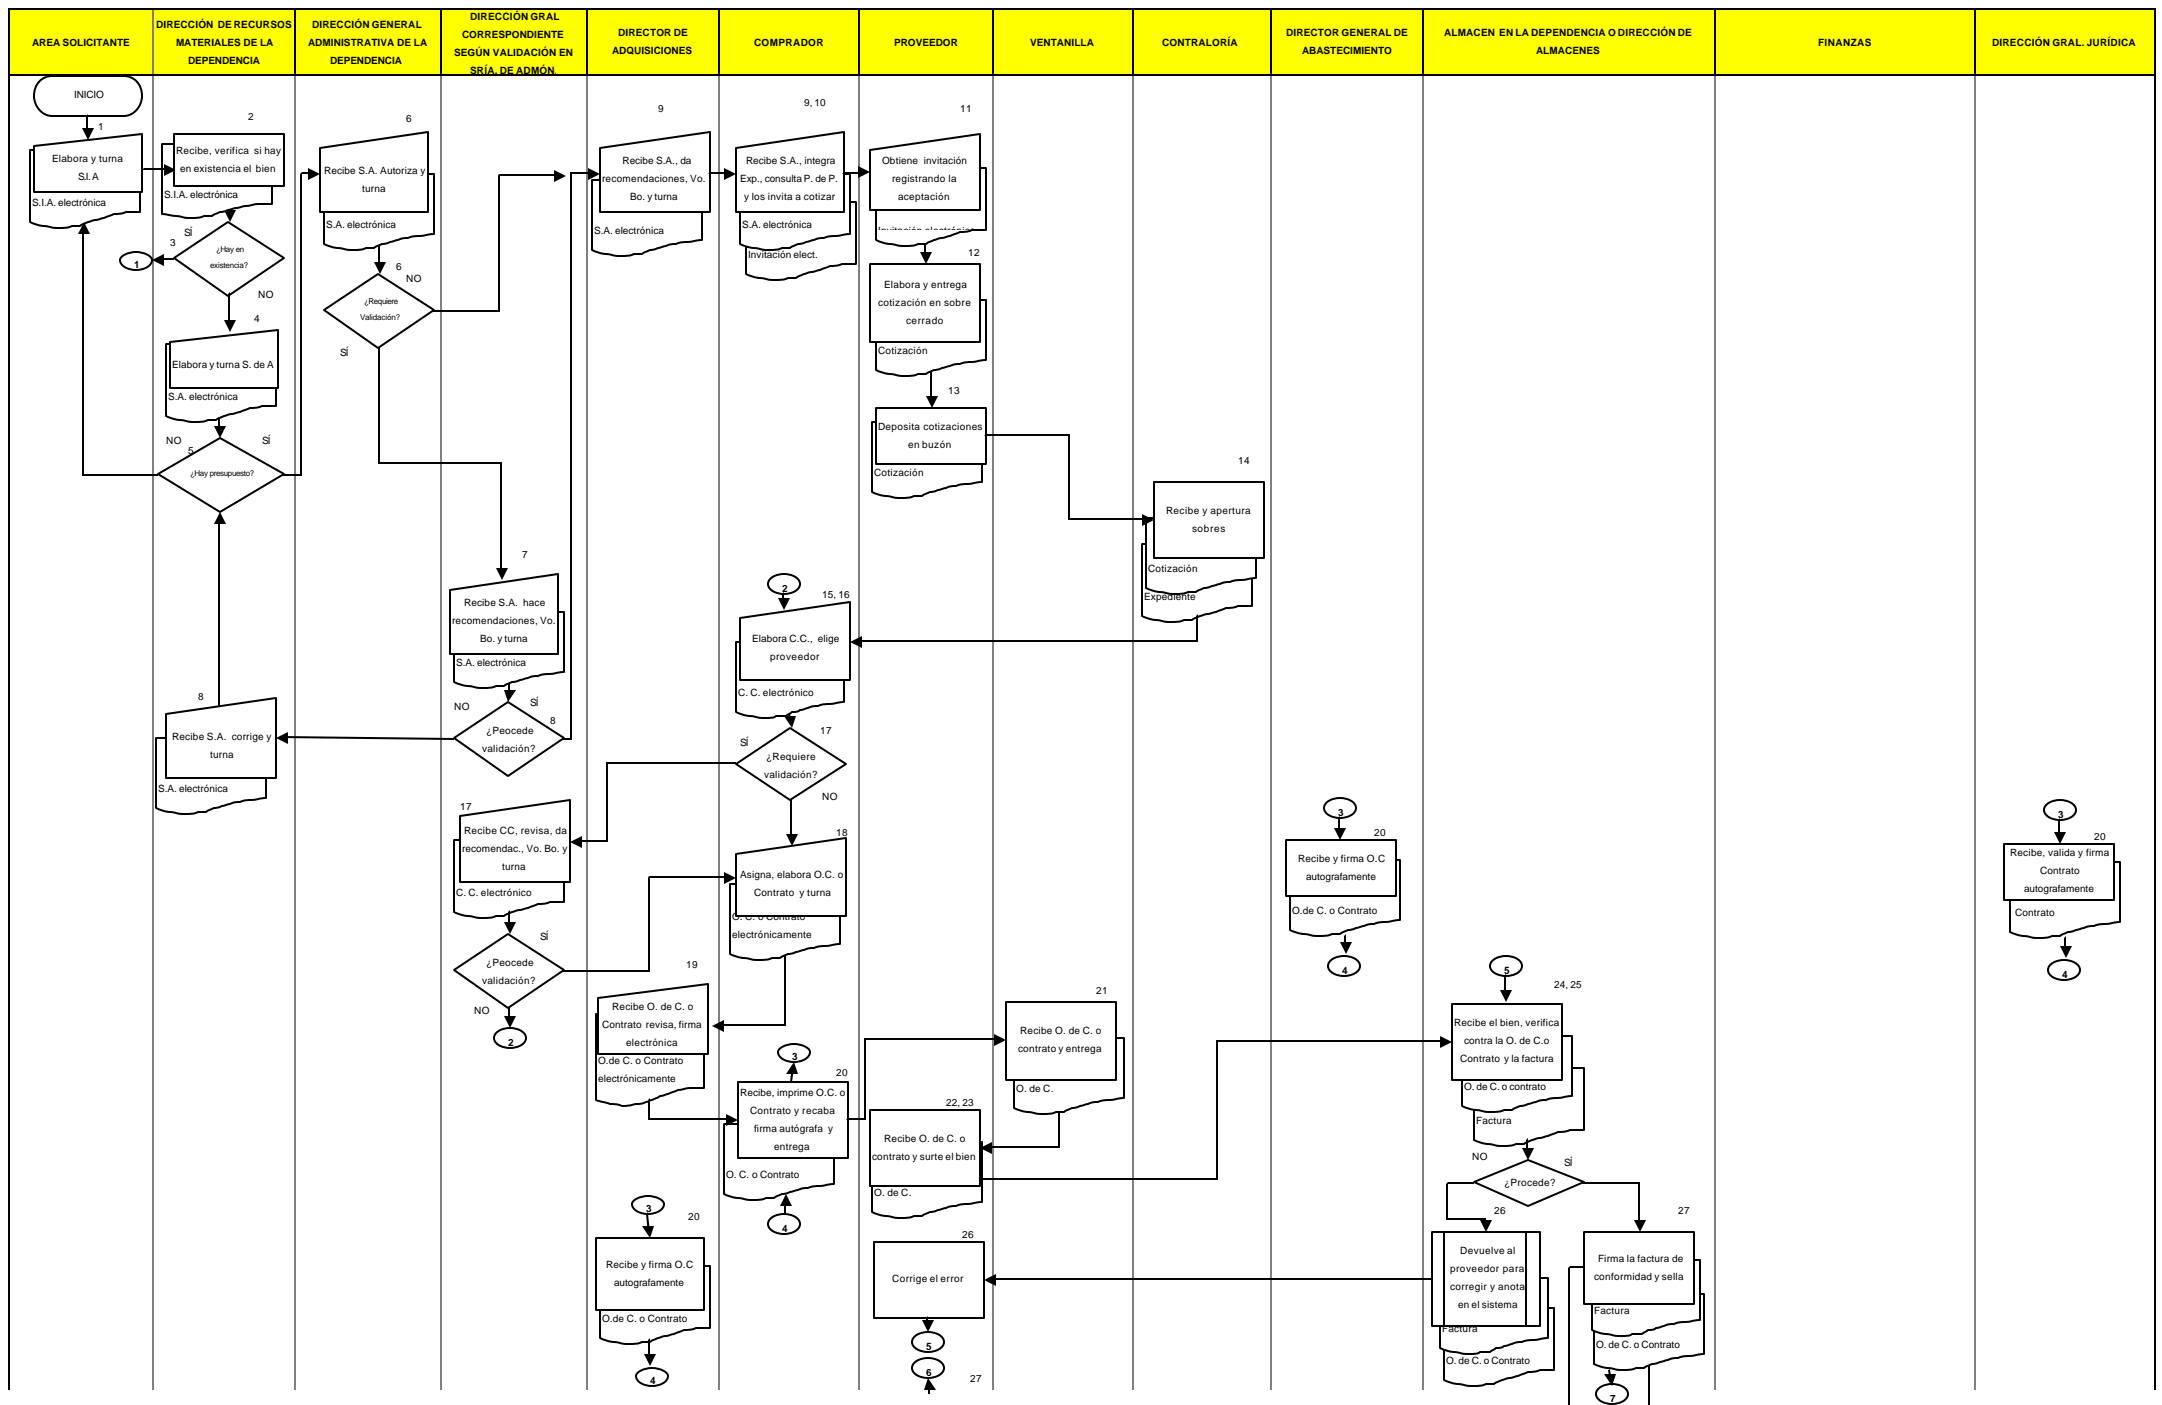 AREA SOLICITANTE
DIRECCIÓN DE RECURSOS
MATERIALES DE LA
DEPENDENCIA
DIRECCIÓN GENERAL
ADMINISTRATIVA DE LA
DEPENDENCIA
DIRECCIÓN GRAL
CORRESPONDIENTE
SEGÚN VALIDACIÓN EN
SRÍA. DE ADMÓN.
DIRECTOR DE
ADQUISICIONES
COMPRADOR
PROVEEDOR
VENTANILLA
CONTRALORÍA
DIRECTOR GENERAL DE
ABASTECIMIENTO
ALMACEN EN LA DEPENDENCIA O DIRECCIÓN DE
ALMACENES
FINANZAS
DIRECCIÓN GRAL. JURÍDICA
INICIO
1
Elabora y turna
S.I. A
S.I.A. electrónica
2
Recibe, verifica si hay
en existencia el bien
S.I.A. electrónica
SÍ
3
¿Hay en
existencia?
1
NO
4
Elabora y turna S. de A
S.A. electrónica
NO
SÍ
5
¿Hay presupuesto?
8
Recibe S.A. corrige y
turna
S.A. electrónica
6
Recibe S.A. Autoriza y
turna
S.A. electrónica
6
NO
¿Requiere
Validación?
SÍ
7
Recibe S.A. hace
recomendaciones, Vo.
Bo. y turna
S.A. electrónica
NO
SÍ
8
¿Peocede
validación?
17
Recibe CC, revisa, da
recomendac., Vo. Bo. y
turna
C. C. electrónico
SÍ
¿Peocede
validación?
NO
2
9
Recibe S.A., da
recomendaciones, Vo.
Bo. y turna
S.A. electrónica
19
Recibe O. de C. o
Contrato revisa, firma
electrónica
O.de C. o Contrato
electrónicamente
3
20
Recibe y firma O.C
autografamente
O.de C. o Contrato
4
9, 10
Recibe S.A., integra
Exp., consulta P. de P.
y los invita a cotizar
S.A. electrónica
Invitación elect.
2
15, 16
Elabora C.C., elige
proveedor
C. C. electrónico
17
SÍ
¿Requiere
validación?
NO
18
Asigna, elabora O.C. o
Contrato y turna
O. C. o Contrato
electrónicamente
3
20
Recibe, imprime O.C. o
Contrato y recaba
firma autógrafa y
entrega
O. C. o Contrato
4
11
Obtiene invitación
registrando la
aceptación
Invitación electrónica
12
Elabora y entrega
cotización en sobre
cerrado
Cotización
13
Deposita cotizaciones
en buzón
Cotización
22, 23
Recibe O. de C. o
contrato y surte el bien
O. de C.
26
Corrige el error
5
6
27
21
Recibe O. de C. o
contrato y entrega
O. de C.
14
Recibe y apertura
sobres
Cotización
Expediente
3
20
Recibe y firma O.C
autografamente
O.de C. o Contrato
4
5
24, 25
Recibe el bien, verifica
contra la O. de C.o
Contrato y la factura
O. de C. o contrato
Factura
NO
SÍ
¿Procede?
26
Devuelve al
proveedor para
corregir y anota
en el sistema
Factura
O. de C. o Contrato
27
Firma la factura de
conformidad y sella
Factura
O. de C. o Contrato
7
3
20
Recibe, valida y firma
Contrato
autografamente
Contrato
4